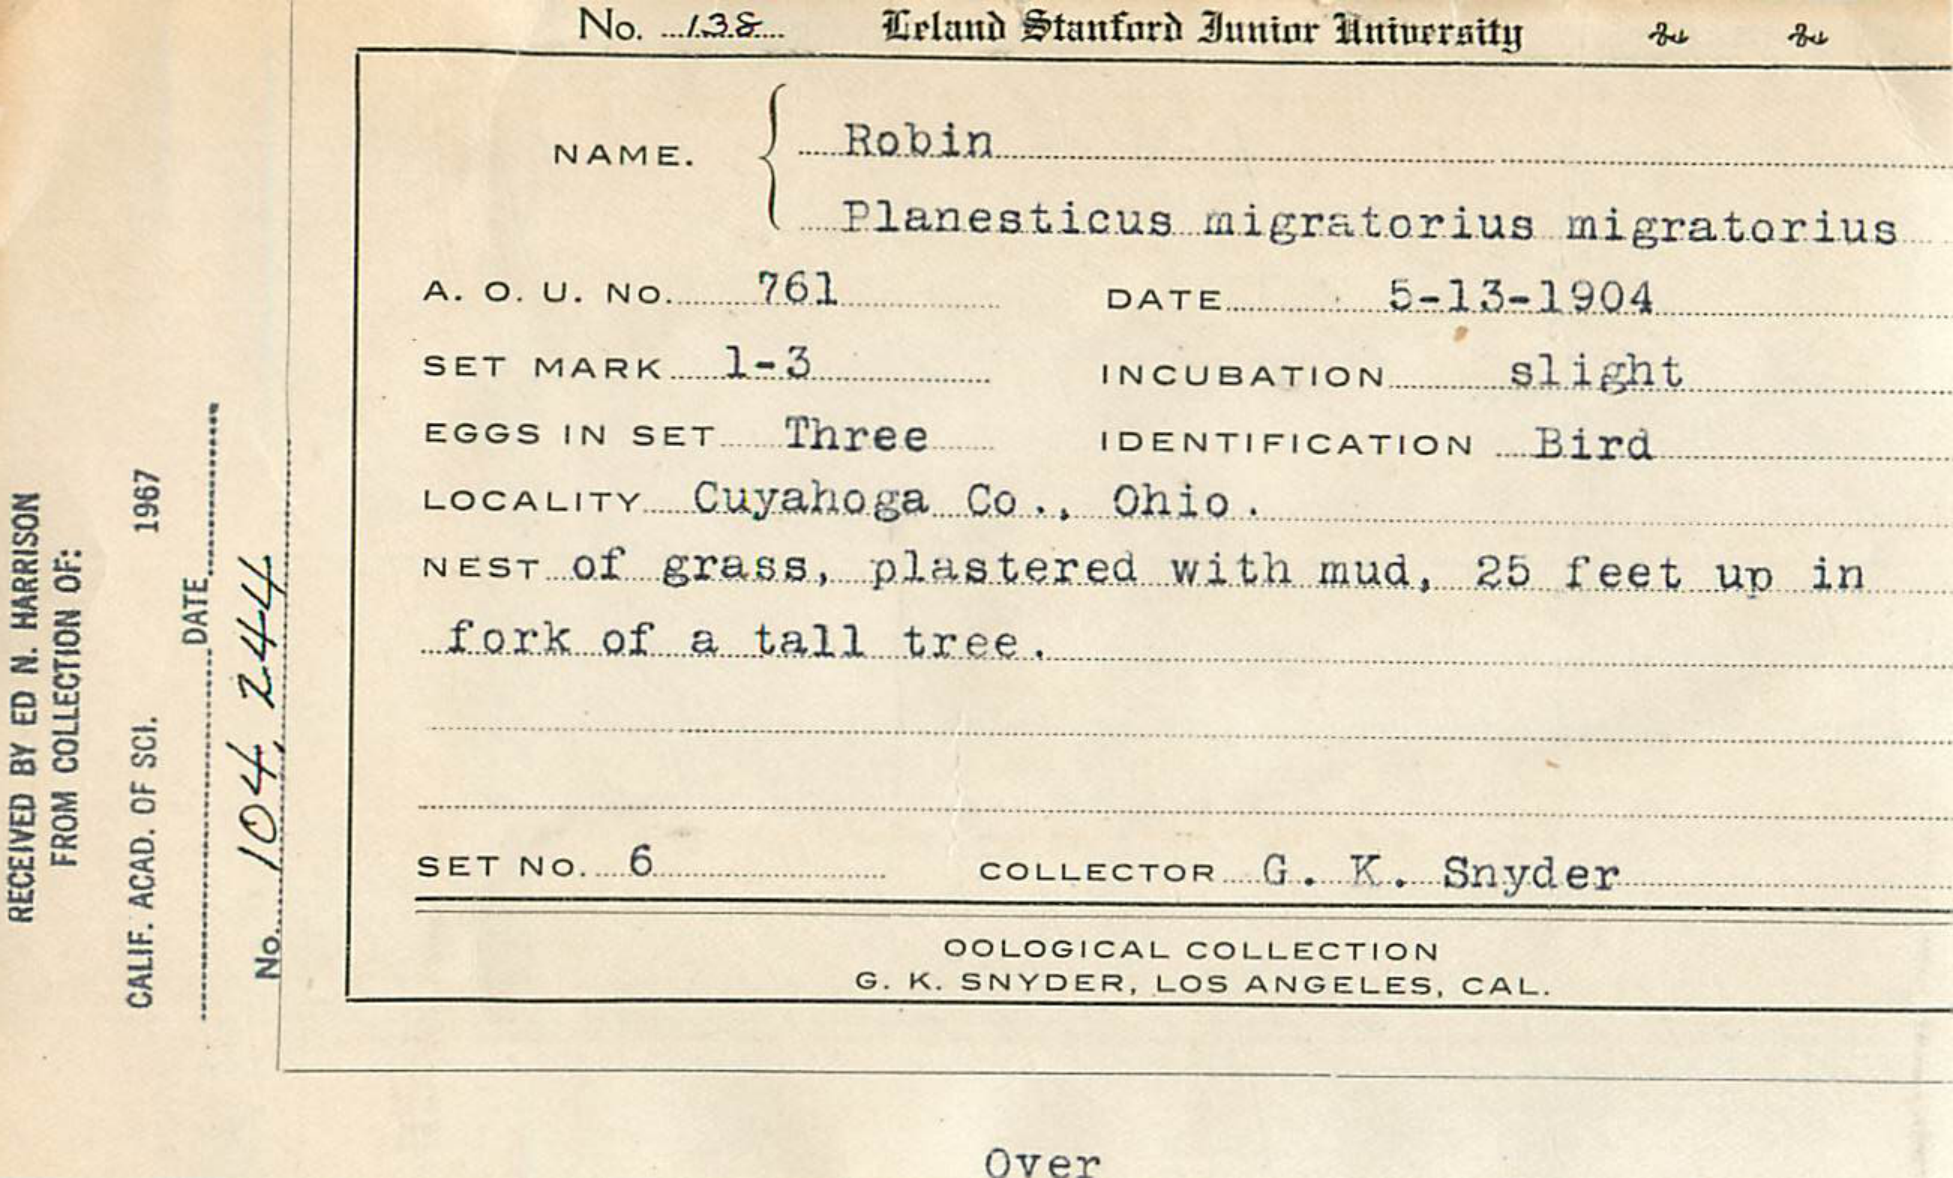 No. 138 Leland Stanford Junior University
NAME.
Robin
Planesticus migratorius migratorius
A. O. U. No. 761 DATE 5-13-1904
SET MARK 1-3 INCUBATION slight
EGGS IN SET Three IDENTIFICATION Bird
LOCALITY Cuyahoga Co., Ohio.
NEST of grass, plastered with mud, 25 feet up in
fork of a tall tree.
SET No. 6 COLLECTOR G. K. Snyder
OOLOGICAL COLLECTION
G. K. SNYDER, LOS ANGELES, CAL.
Over
RECEIVED BY ED N. HARRISON
FROM COLLECTION OF:
CALIF. ACAD. OF SCI. 1967
DATE
No. 104,244